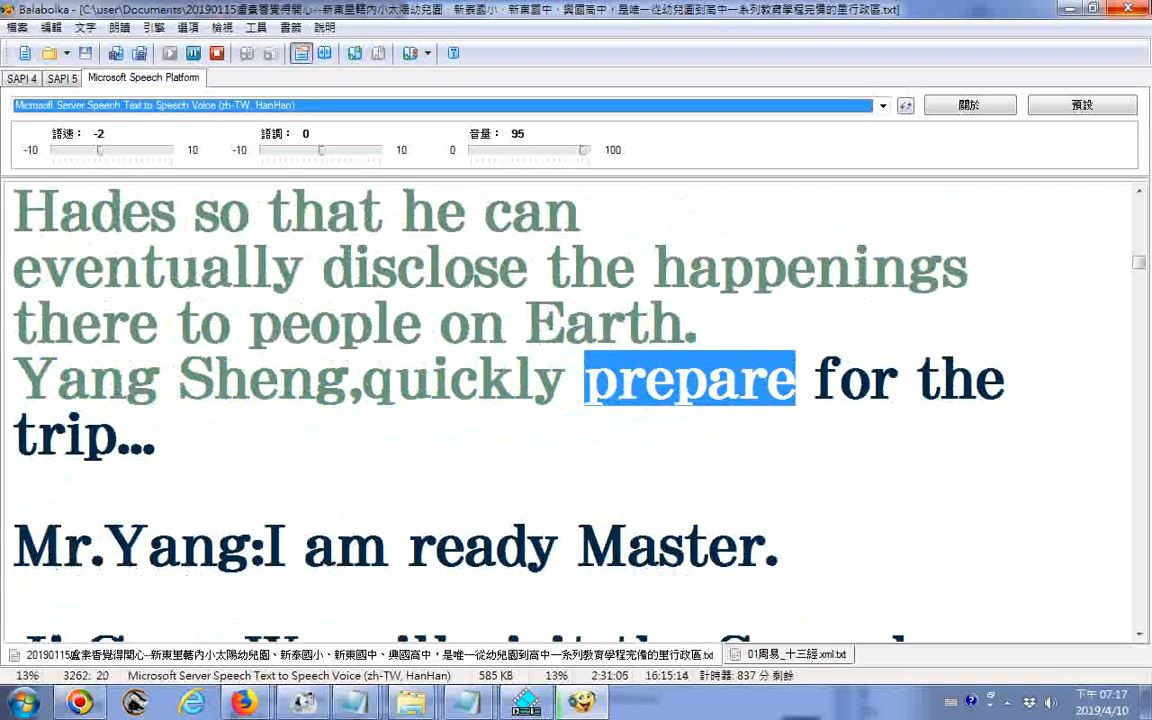 Balabolka - [C:\user\Documents\20190115盧素香覺得開心--新東里轄內小太陽幼兒園、新泰國小、新東國中、興國高中，是唯一從幼兒園到高中一系列教育學程完備的里行政區.txt]
檔案 編輯 文字 朗讀 引擎 選項 檢視 工具 書籤 說明
SAPI 4 SAPI 5 Microsoft Speech Platform
Microsoft Server Speech Text to Speech Voice (zh-TW, HanHan) 關於 預設
語速： -2 語調： 0 音量： 95
-10 10 -10 10 0 100
Hades so that he can
eventually disclose the happenings
there to people on Earth.
Yang Sheng,quickly prepare for the
trip...
Mr.Yang:I am ready Master.
20190115盧素香覺得開心--新東里轄內小太陽幼兒園、新泰國小、新東國中、興國高中，是唯一從幼兒園到高中一系列教育學程完備的里行政區.txt 01周易_十三經.xml.txt
13% 3262: 20 Microsoft Server Speech Text to Speech Voice (zh-TW, HanHan) 585 KB 13% 2:31:05 16:15:14 計時器: 837 分 剩餘
下午 07:17
2019/4/10